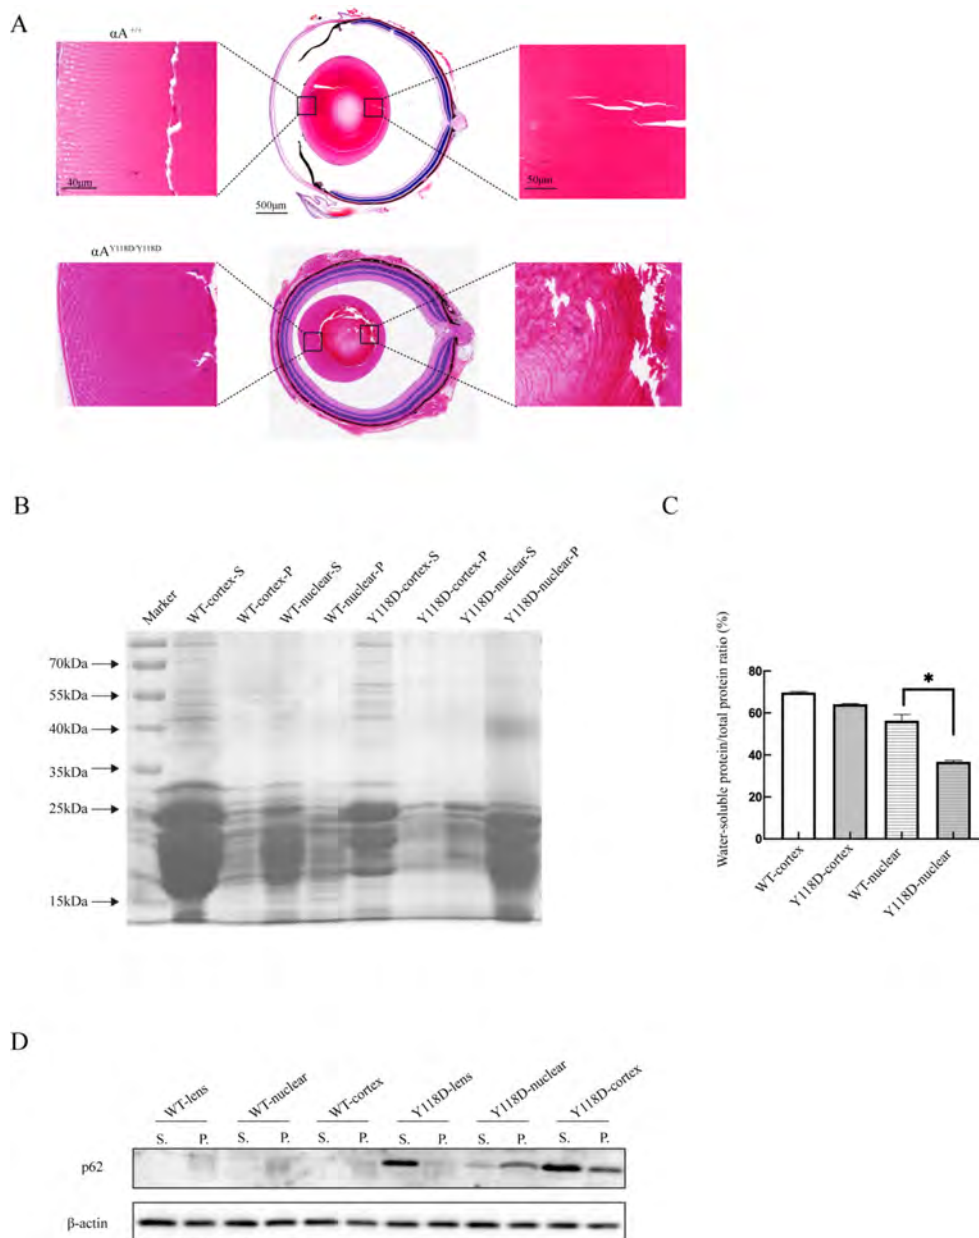 A
αA +/+
40μm
500μm
50μm
αA Y118D/Y118D
B
Marker
WT-cortex-S
WT-cortex-P
WT-nuclear-S
WT-nuclear-P
Y118D-cortex-S
Y118D-cortex-P
Y118D-nuclear-S
Y118D-nuclear-P
70kDa
55kDa
40kDa
35kDa
25kDa
15kDa
C
Water-soluble protein/total protein ratio (%)
80
60
40
20
0
*
WT-cortex
Y118D-cortex
WT-nuclear
Y118D-nuclear
D
WT-lens
WT-nuclear
WT-cortex
Y118D-lens
Y118D-nuclear
Y118D-cortex
S. P. S. P. S. P. S. P. S. P. S. P.
p62
β-actin